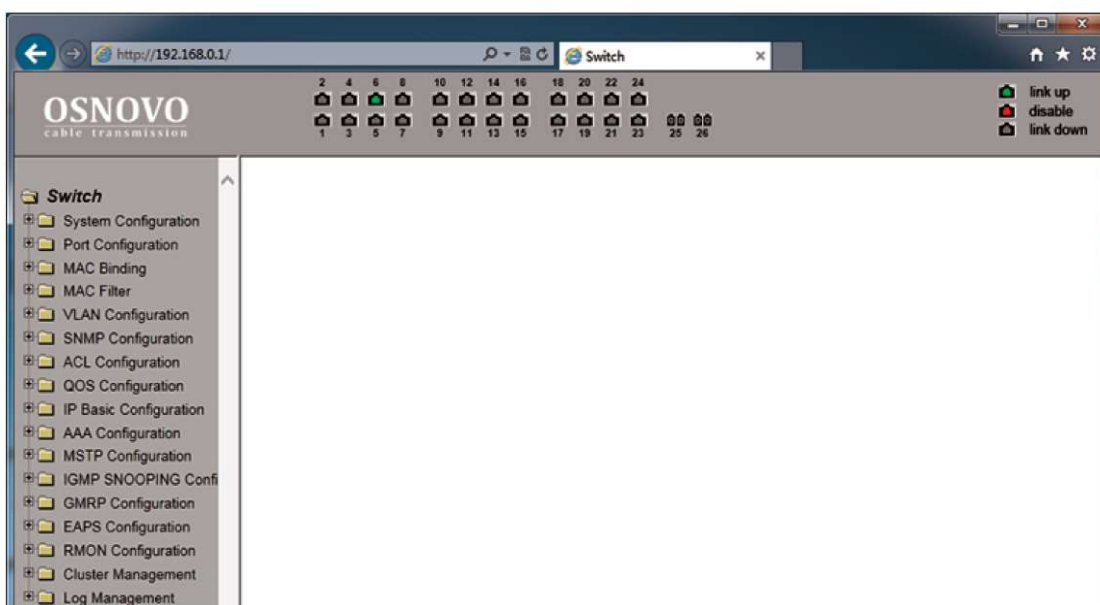 http://192.168.0.1/
Switch
OSNOVO
cable transmission
2 4 6 8 10 12 14 16 18 20 22 24
1 3 5 7 9 11 13 15 17 19 21 23 25 26
link up
disable
link down
Switch
System Configuration
Port Configuration
MAC Binding
MAC Filter
VLAN Configuration
SNMP Configuration
ACL Configuration
QOS Configuration
IP Basic Configuration
AAA Configuration
MSTP Configuration
IGMP SNOOPING Confi
GMRP Configuration
EAPS Configuration
RMON Configuration
Cluster Management
Log Management